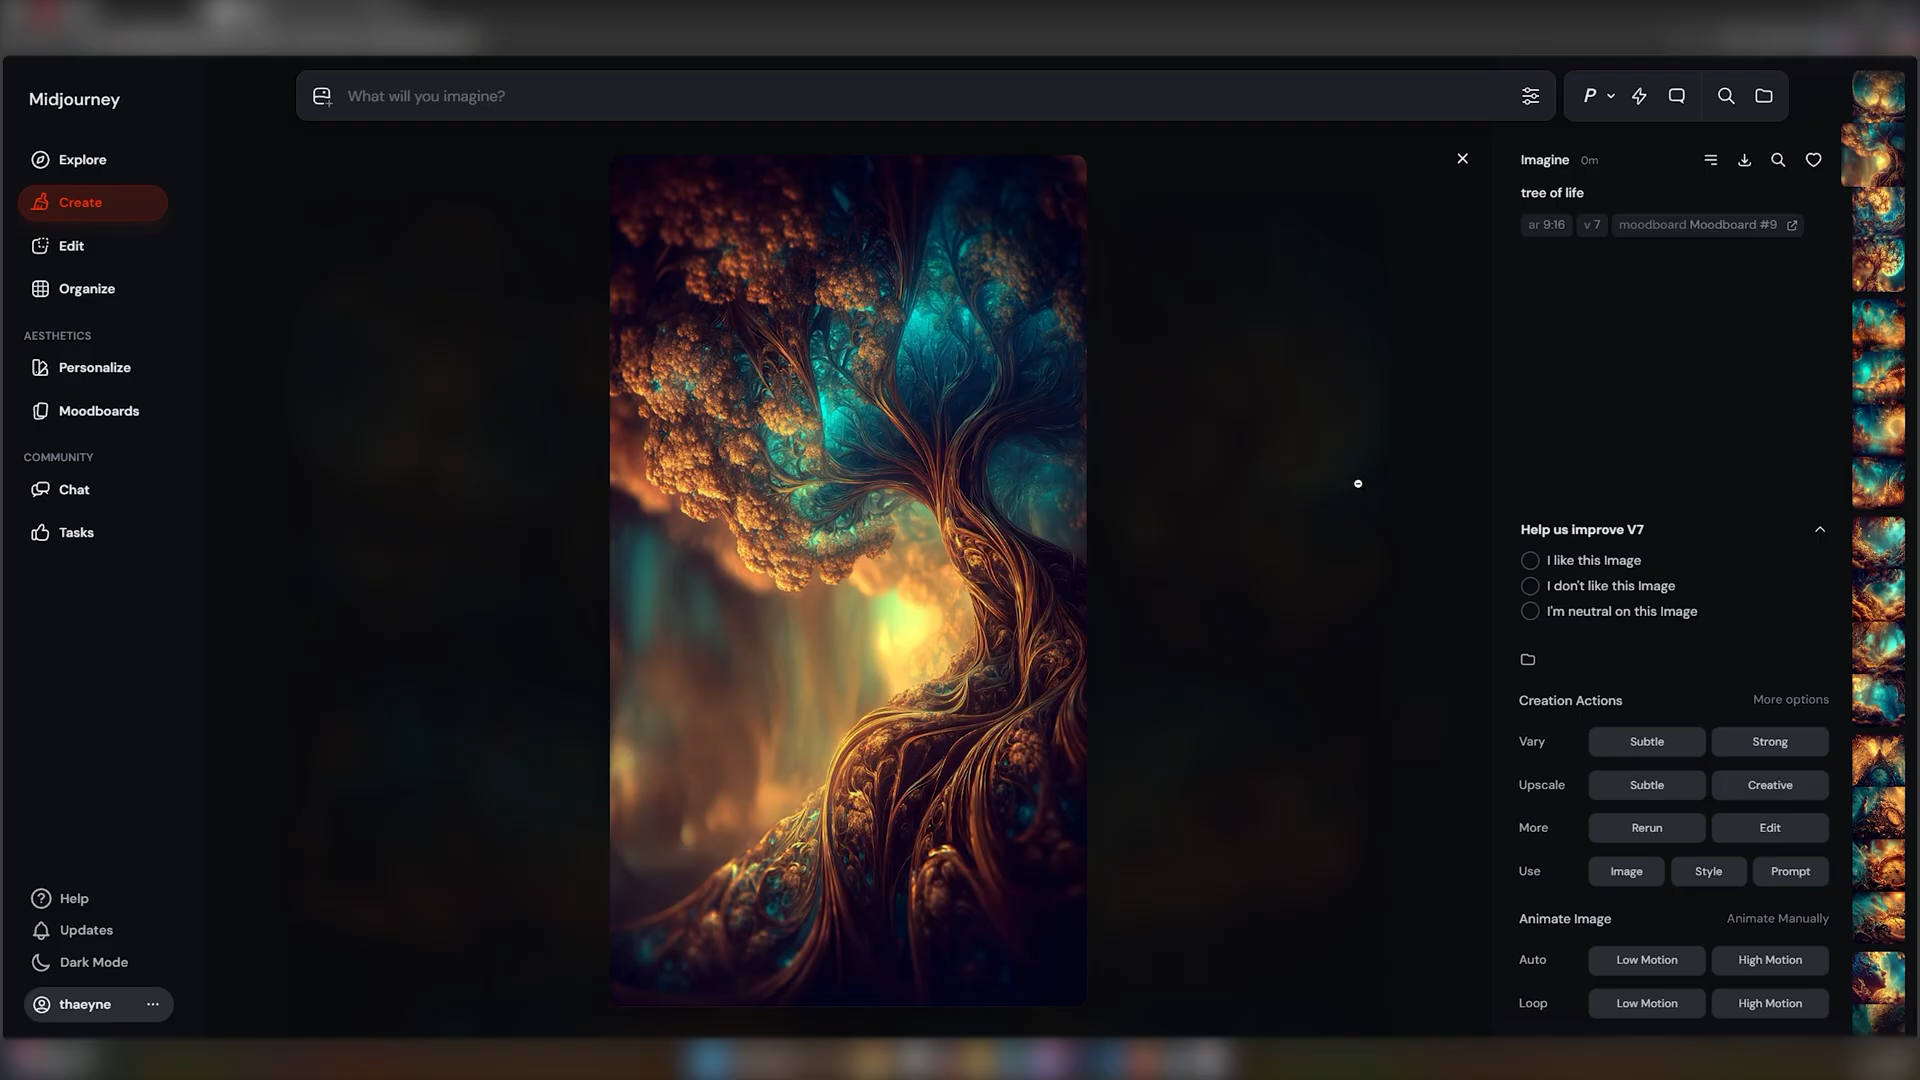 Midjourney
What will you imagine?
P
Explore
Create
Edit
Organize
AESTHETICS
Personalize
Moodboards
COMMUNITY
Chat
Tasks
Help
Updates
Dark Mode
thaeyne
Imagine 0m
tree of life
ar 9:16 v 7 moodboard Moodboard #9
Help us improve V7
I like this Image
I don't like this Image
I'm neutral on this Image
Creation Actions More options
Vary Subtle Strong
Upscale Subtle Creative
More Rerun Edit
Use Image Style Prompt
Animate Image Animate Manually
Auto Low Motion High Motion
Loop Low Motion High Motion